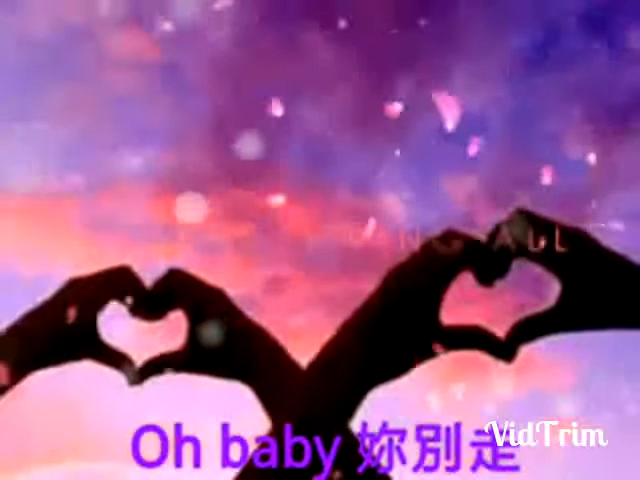 Oh baby 妳別走
VidTrim